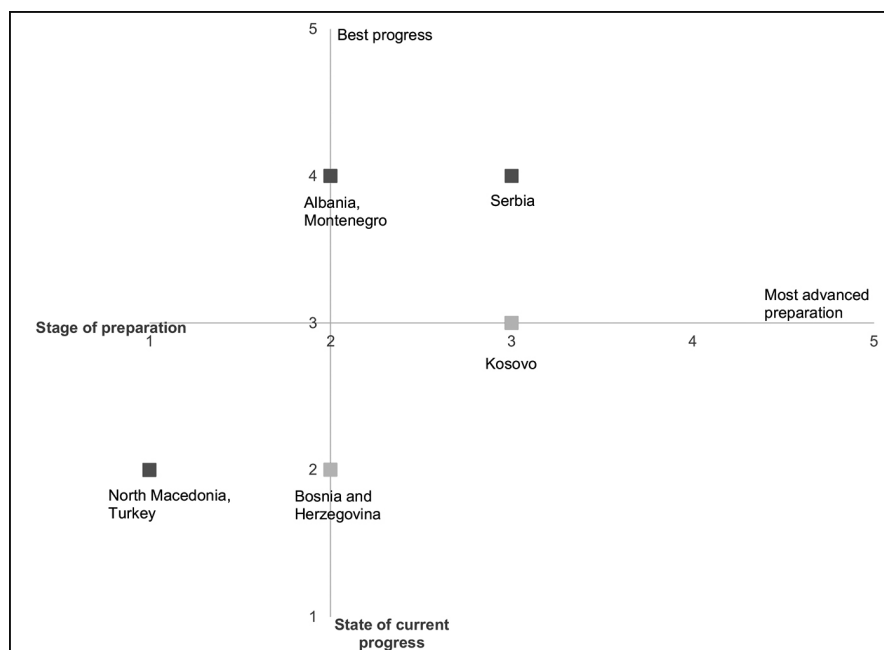 5
Best progress
4
Albania,
Montenegro
Serbia
Most advanced
preparation
Stage of preparation
3
1
2
3
4
5
Kosovo
2
North Macedonia,
Turkey
Bosnia and
Herzegovina
1
State of current
progress